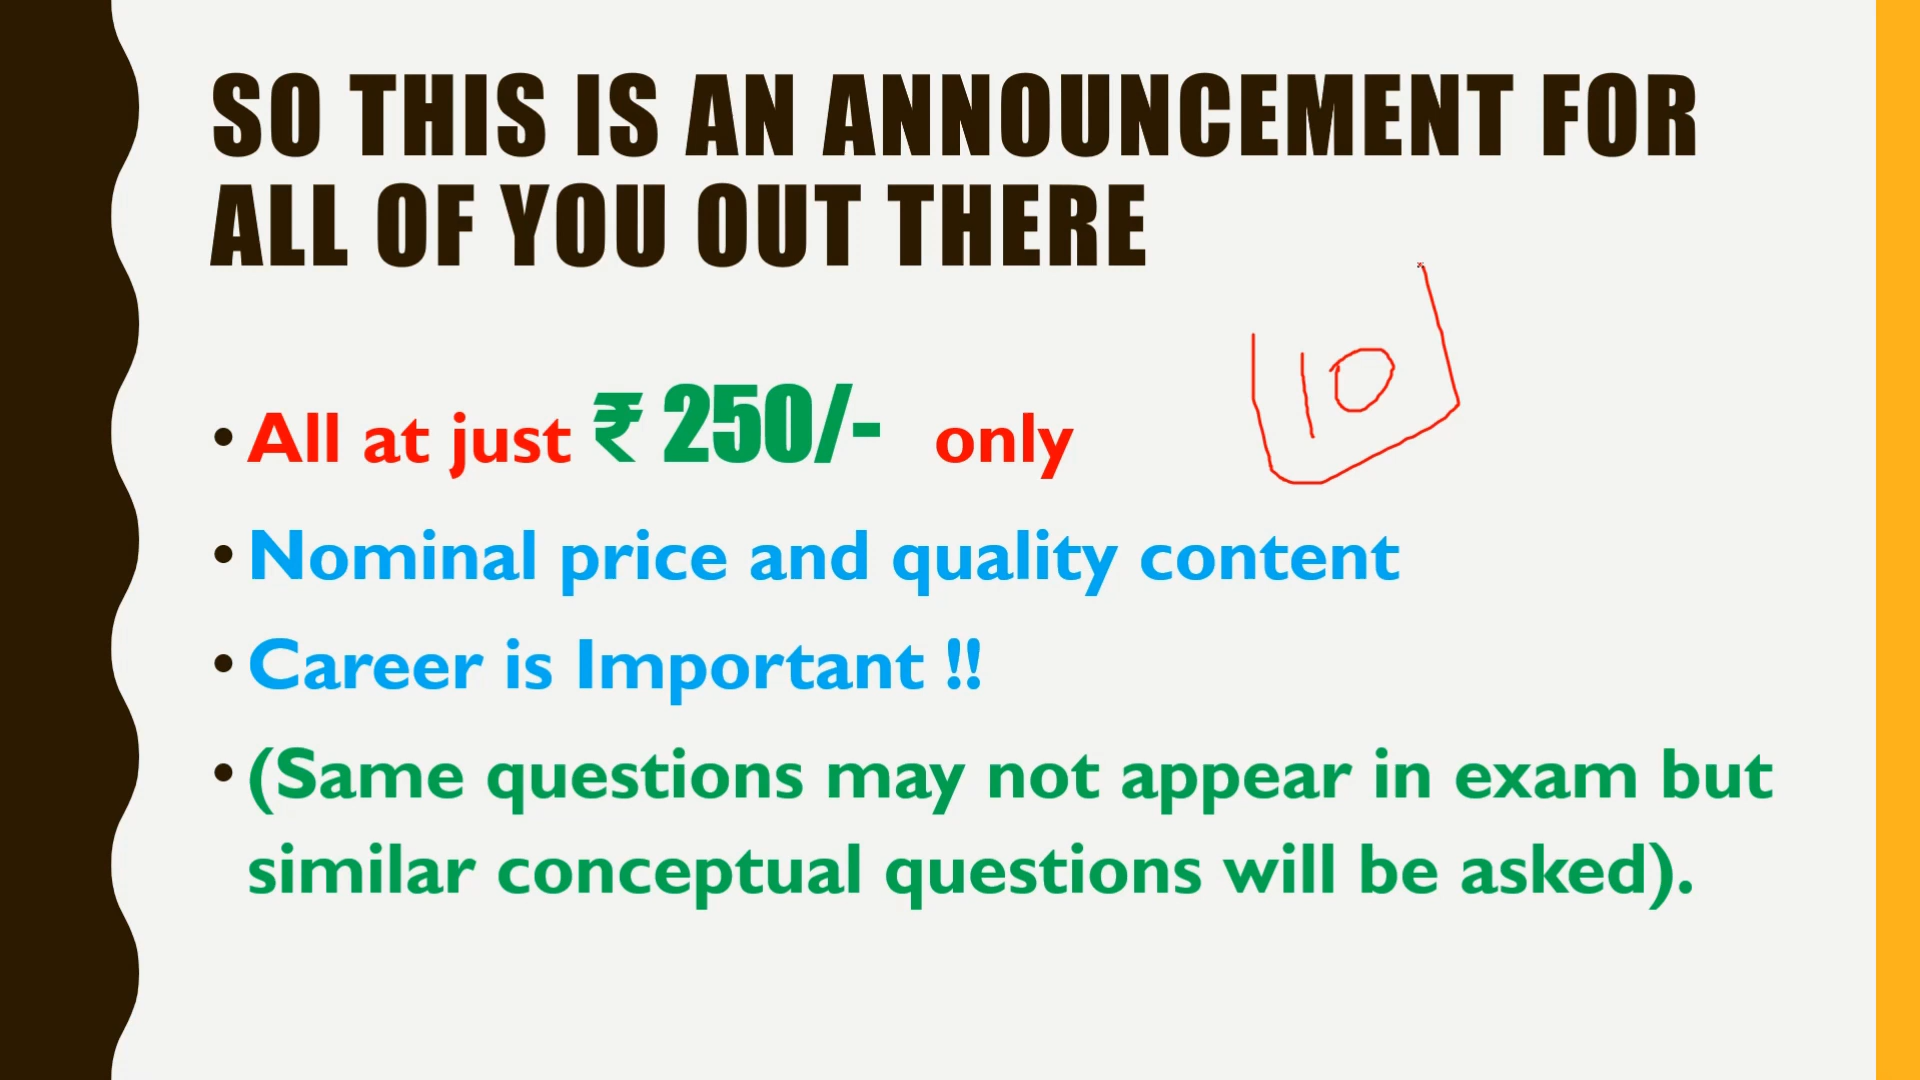 SO THIS IS AN ANNOUNCEMENT FOR
ALL OF YOU OUT THERE
10
• All at just ₹ 250/- only
• Nominal price and quality content
• Career is Important !!
• (Same questions may not appear in exam but
similar conceptual questions will be asked).